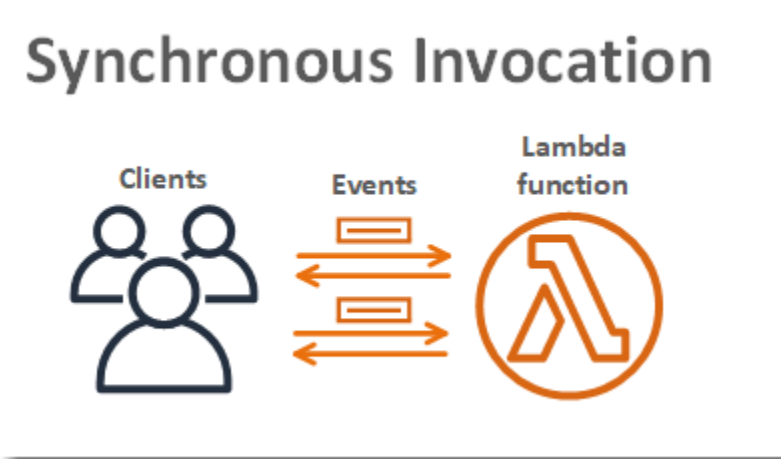 Synchronous Invocation
Clients
Events
Lambda
function